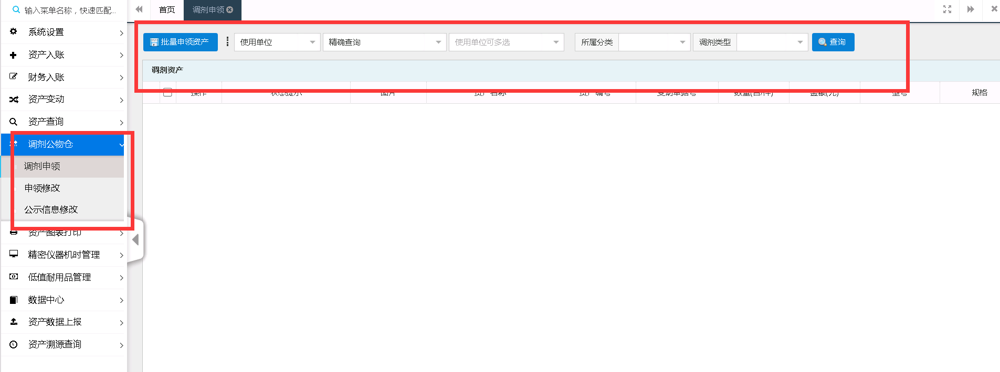 输入菜单名称，快速匹配...
首页
调剂申领
系统设置
资产入账
财务入账
资产变动
资产查询
调剂公物仓
调剂申领
申领修改
公示信息修改
资产图表打印
精密仪器机时管理
低值耐用品管理
数据中心
资产数据上报
资产溯源查询
批量申领资产
使用单位
精确查询
使用单位可多选
所属分类
调剂类型
查询
调剂资产
操作 状态提示 图片 资产名称 资产编号 变动单据号 数量(台/件) 金额(元) 型号 规格